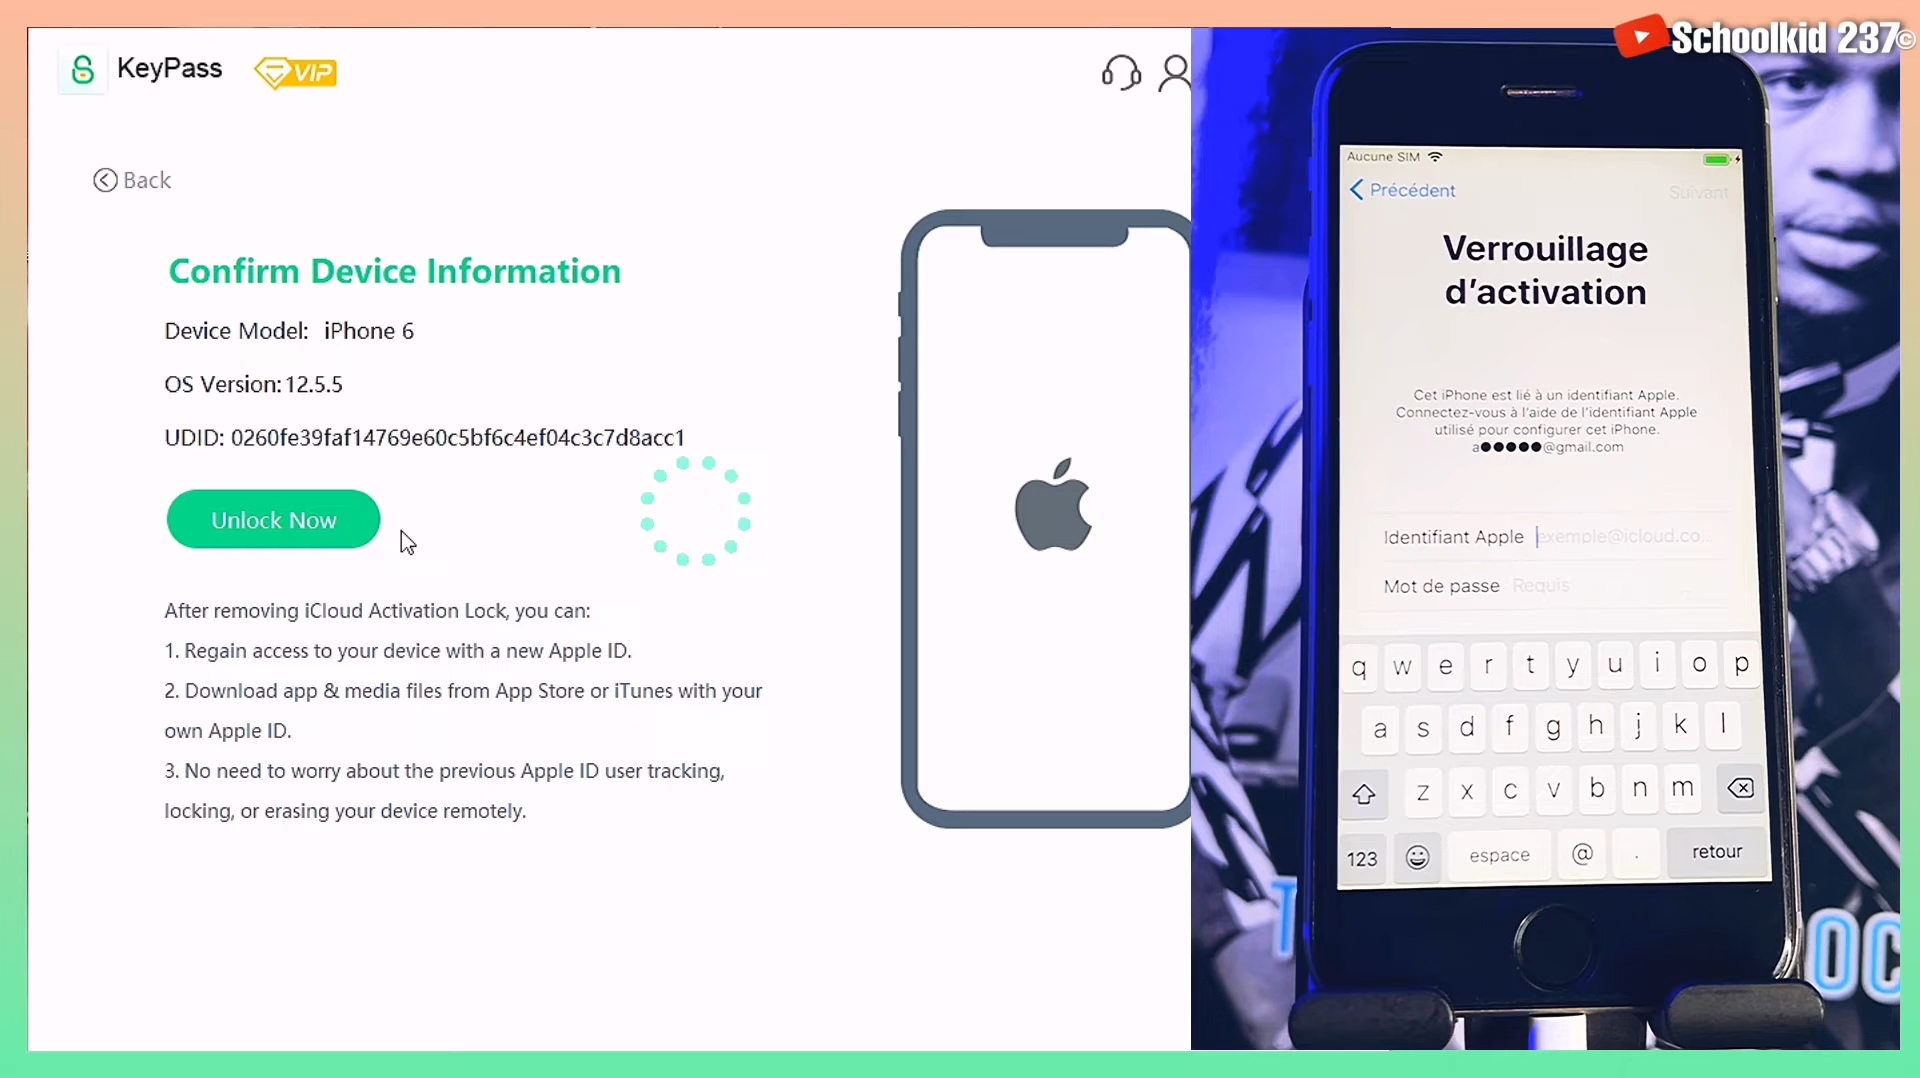 KeyPass
VIP
Back
Confirm Device Information
Device Model: iPhone 6
OS Version: 12.5.5
UDID: 0260fe39faf14769e60c5bf6c4ef04c3c7d8acc1
Unlock Now
After removing iCloud Activation Lock, you can:
1. Regain access to your device with a new Apple ID.
2. Download app & media files from App Store or iTunes with your
own Apple ID.
3. No need to worry about the previous Apple ID user tracking,
locking, or erasing your device remotely.
Schoolkid 237©
Aucune SIM
Précédent
Suivant
Verrouillage
d’activation
Cet iPhone est lié à un identifiant Apple.
Connectez-vous à l’aide de l’identifiant Apple
utilisé pour configurer cet iPhone.
a●●●●●@gmail.com
Identifiant Apple exemple@icloud.co...
Mot de passe Requis
q w e r t y u i o p
a s d f g h j k l
z x c v b n m
123 espace @ . retour